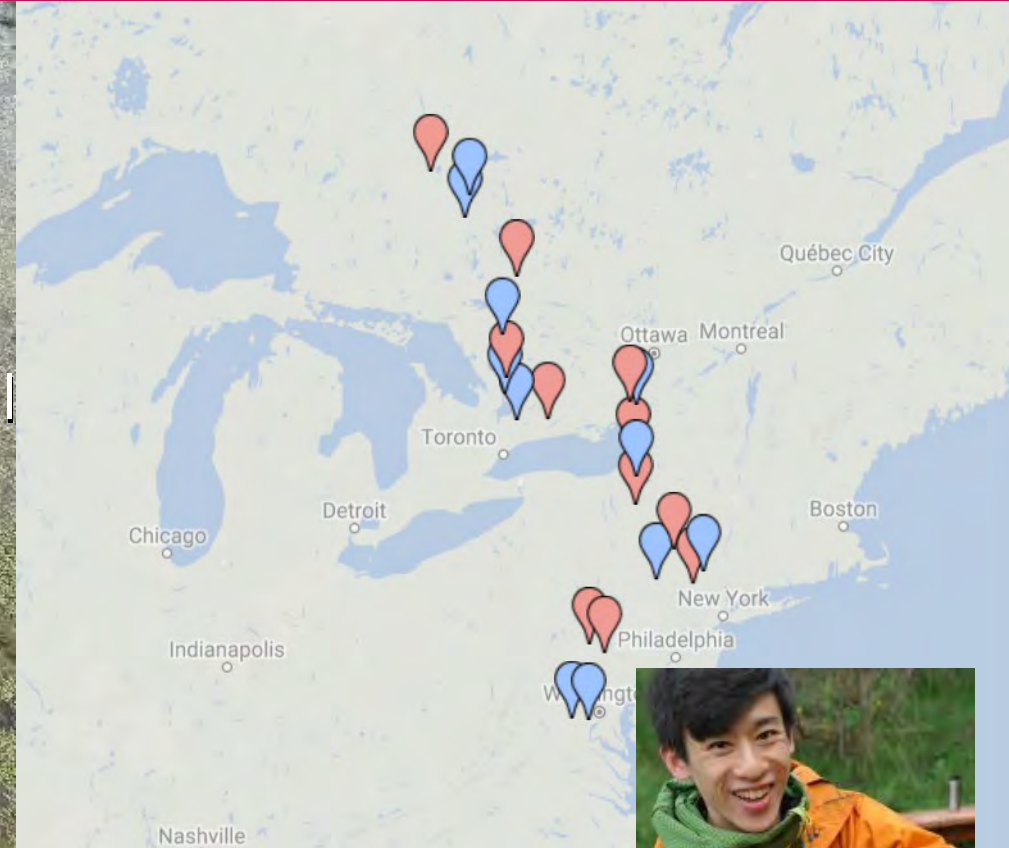 Québec City
Ottawa
Montreal
Toronto
Detroit
Boston
Chicago
New York
Philadelphia
Indianapolis
Nashville